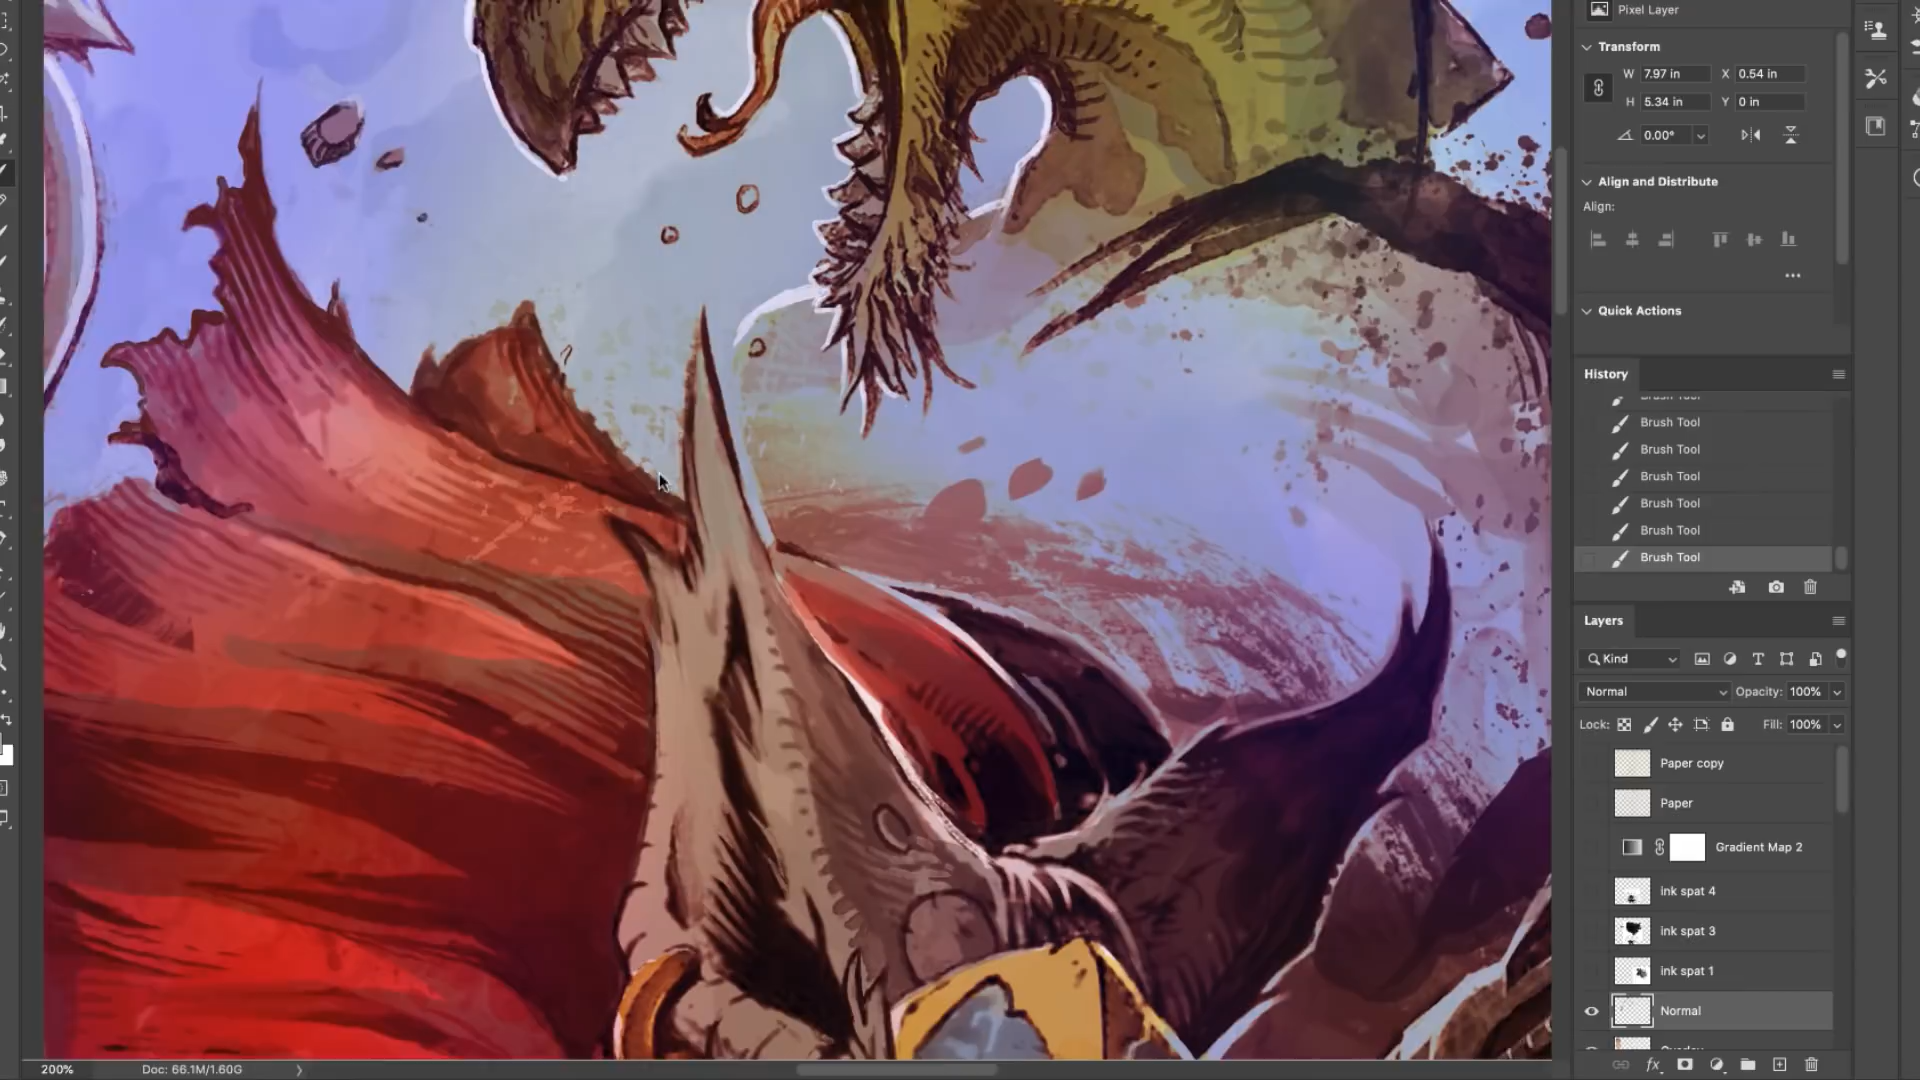 Pixel Layer
Transform
W 7.97 in X 0.54 in
H 5.34 in Y 0 in
0.00°
Align and Distribute
Align:
Quick Actions
History
Brush Tool
Brush Tool
Brush Tool
Brush Tool
Brush Tool
Brush Tool
Brush Tool
Layers
Kind
Normal Opacity: 100%
Lock: Fill: 100%
Paper copy
Paper
Gradient Map 2
ink spat 4
ink spat 3
ink spat 1
Normal
200% Doc: 66.1M/1.60G
fx